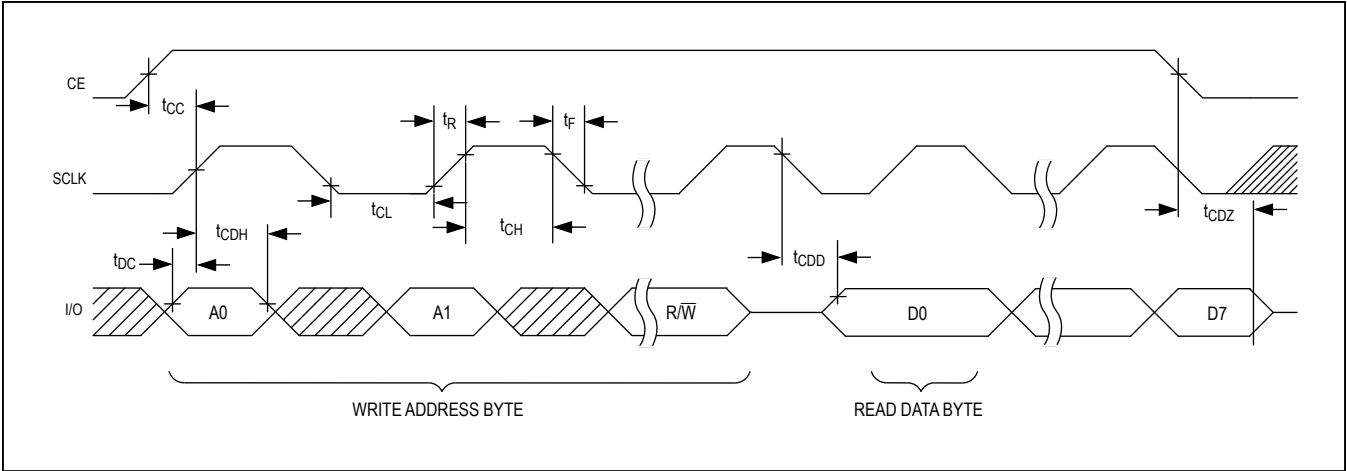 CE
tCC
tR
tF
SCLK
tCL
tCH
tCDZ
tCDH
tDC
tCDD
I/O
A0
A1
R/W̅
D0
D7
WRITE ADDRESS BYTE
READ DATA BYTE